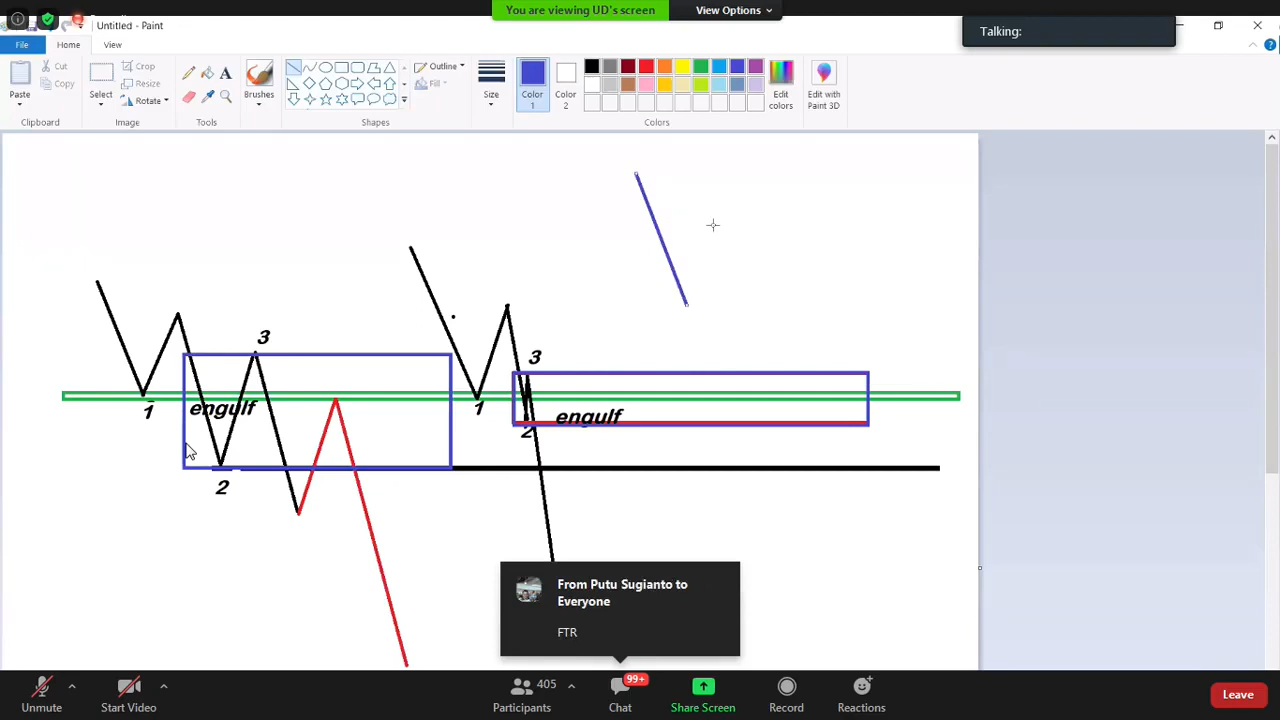 You are viewing UD's screen
View Options
Talking:
Untitled - Paint
File
Home
View
Paste
Cut
Copy
Clipboard
Select
Crop
Resize
Rotate
Image
A
Tools
Brushes
Shapes
Outline
Fill
Size
Color
1
Color
2
Edit
colors
Colors
Edit with
Paint 3D
3
1
engulf
2
3
1
engulf
2
From Putu Sugianto to
Everyone
FTR
Unmute
Start Video
405
Participants
99+
Chat
Share Screen
Record
Reactions
Leave